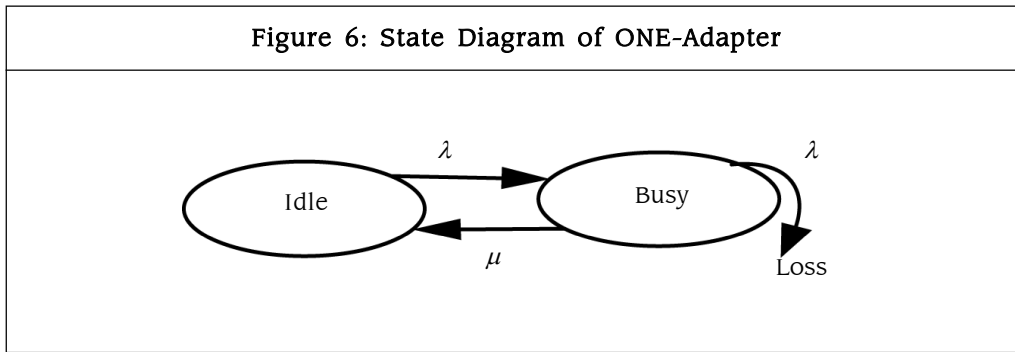 Figure 6: State Diagram of ONE-Adapter
λ
λ
Idle
Busy
μ
Loss